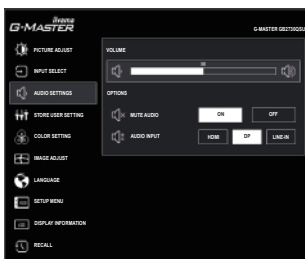 iiyama
G-MASTER
G-MASTER GB2730QSU
PICTURE ADJUST
INPUT SELECT
AUDIO SETTINGS
STORE USER SETTING
COLOR SETTING
IMAGE ADJUST
LANGUAGE
SETUP MENU
DISPLAY INFORMATION
RECALL
VOLUME
50
OPTIONS
MUTE AUDIO
ON
OFF
AUDIO INPUT
HDMI
DP
LINE-IN